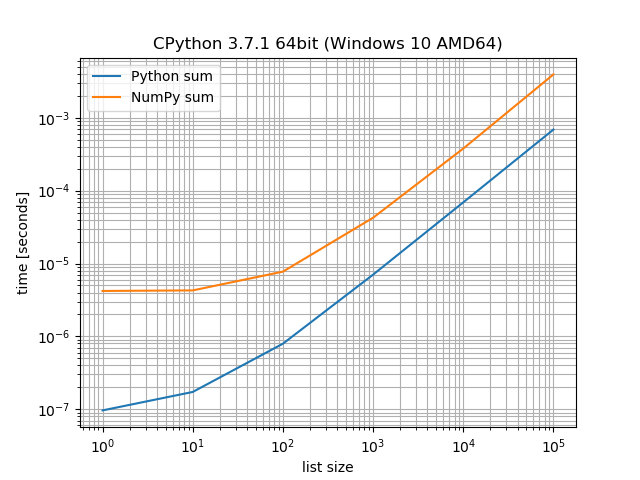 CPython 3.7.1 64bit (Windows 10 AMD64)
Python sum
NumPy sum
time [seconds]
10⁻³
10⁻⁴
10⁻⁵
10⁻⁶
10⁻⁷
10⁰ 10¹ 10² 10³ 10⁴ 10⁵
list size